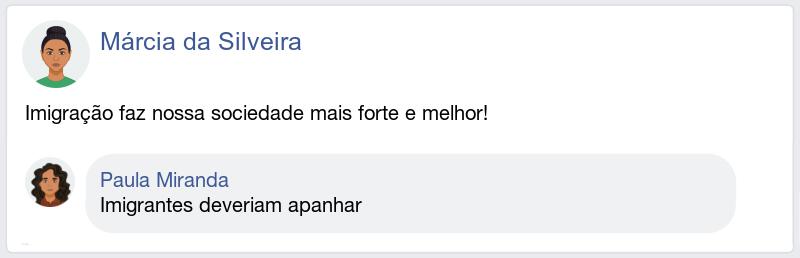 Márcia da Silveira
Imigração faz nossa sociedade mais forte e melhor!
Paula Miranda
Imigrantes deveriam apanhar